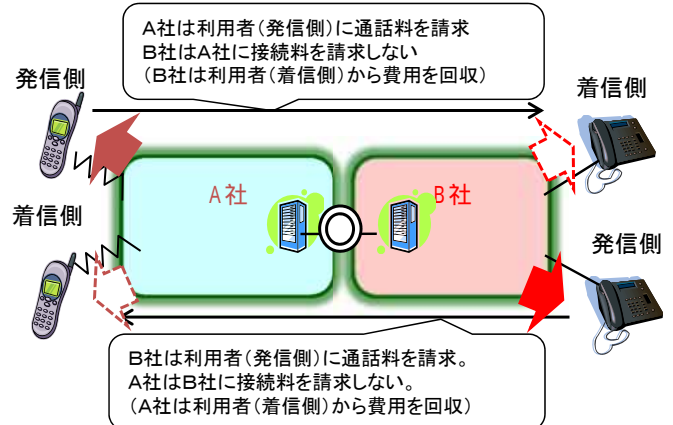 A社は利用者(発信側)に通話料を請求
B社はA社に接続料を請求しない
(B社は利用者(着信側)から費用を回収)
発信側
着信側
A社
B社
着信側
発信側
B社は利用者(発信側)に通話料を請求。
A社はB社に接続料を請求しない。
(A社は利用者(着信側)から費用を回収)